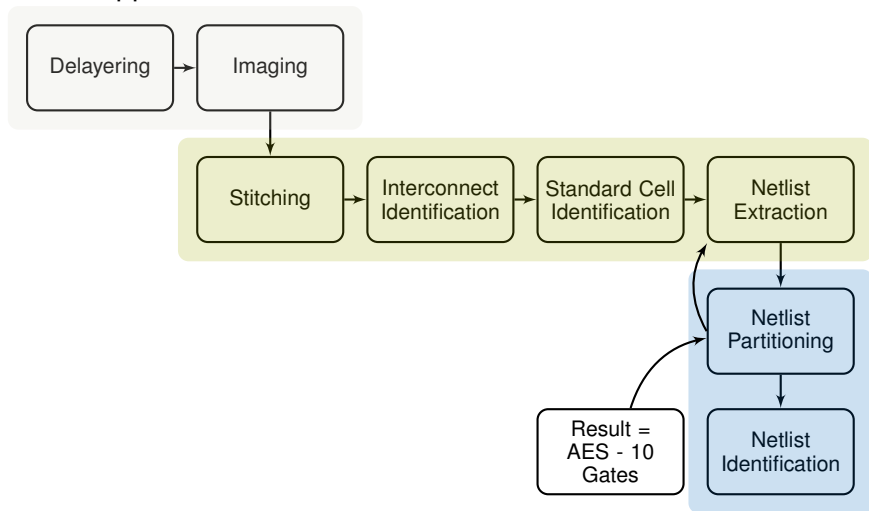 Delayering
Imaging
Stitching
Interconnect
Identification
Standard Cell
Identification
Netlist
Extraction
Netlist
Partitioning
Result =
AES - 10
Gates
Netlist
Identification